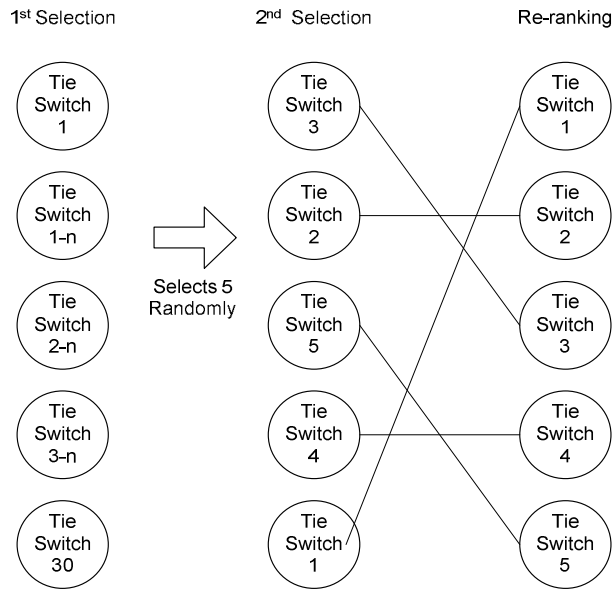 1st Selection
Tie
Switch
1
Tie
Switch
1-n
Tie
Switch
2-n
Tie
Switch
3-n
Tie
Switch
30
Selects 5
Randomly
2nd Selection
Tie
Switch
3
Tie
Switch
2
Tie
Switch
5
Tie
Switch
4
Tie
Switch
1
Re-ranking
Tie
Switch
1
Tie
Switch
2
Tie
Switch
3
Tie
Switch
4
Tie
Switch
5